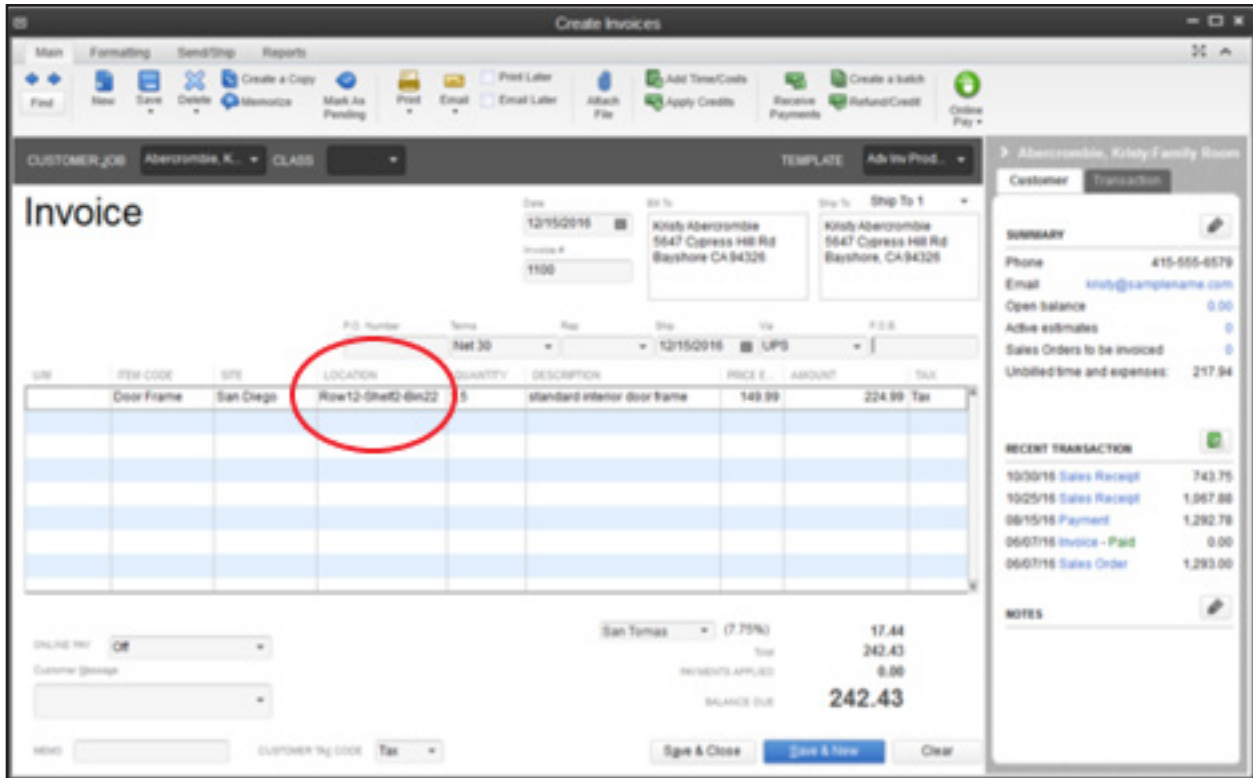 Create Invoices
Main Formatting Send/Ship Reports
Find New Save Delete Create a Copy Memorize Mark As Pending Print Email Print Later Email Later Attach File Add Time/Costs Apply Credits Receive Payments Create a batch Refund/Credit Online Pay
CUSTOMER:JOB Abercrombie, K... CLASS TEMPLATE Adv Inv Prod...
Abercrombie, Kristy:Family Room
Customer Transaction
Invoice
Date Bill To Ship To Ship To 1
12/15/2016 Kristy Abercrombie Kristy Abercrombie
5647 Cypress Hill Rd 5647 Cypress Hill Rd
Invoice # Bayshore CA 94326 Bayshore, CA 94326
1100
P.O. Number Terms Rep Ship Via F.O.B.
Net 30 12/15/2016 UPS
U/M ITEM CODE SITE LOCATION QUANTITY DESCRIPTION PRICE E... AMOUNT TAX
Door Frame San Diego Row12-Shelf2-Bin22 5 standard interior door frame 149.99 224.99 Tax
San Tomas (7.75%) 17.44
Total 242.43
ONLINE PAY Off
PAYMENTS APPLIED 0.00
Customer Message
BALANCE DUE 242.43
MEMO CUSTOMER TAX CODE Tax Save & Close Save & New Clear
SUMMARY
Phone 415-555-6579
Email kristy@samplename.com
Open balance 0.00
Active estimates 0
Sales Orders to be invoiced 0
Unbilled time and expenses: 217.94
RECENT TRANSACTION
10/30/16 Sales Receipt 743.75
10/25/16 Sales Receipt 1,067.88
08/15/16 Payment 1,292.78
06/07/16 Invoice - Paid 0.00
06/07/16 Sales Order 1,293.00
NOTES